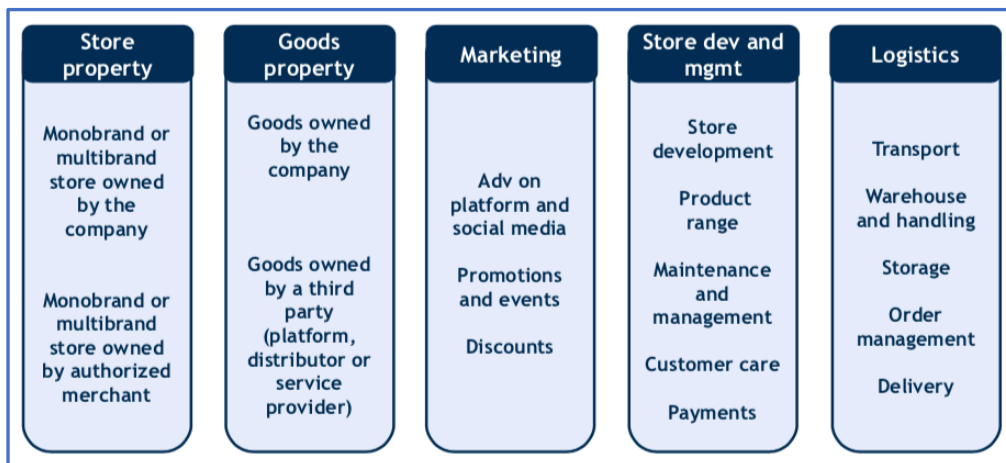 Store
property
Monobrand or
multibrand
store owned
by the
company
Monobrand or
multibrand
store owned
by authorized
merchant
Goods
property
Goods owned
by the
company
Goods owned
by a third
party
(platform,
distributor or
service
provider)
Marketing
Adv on
platform and
social media
Promotions
and events
Discounts
Store dev and
mgmt
Store
development
Product
range
Maintenance
and
management
Customer care
Payments
Logistics
Transport
Warehouse
and handling
Storage
Order
management
Delivery